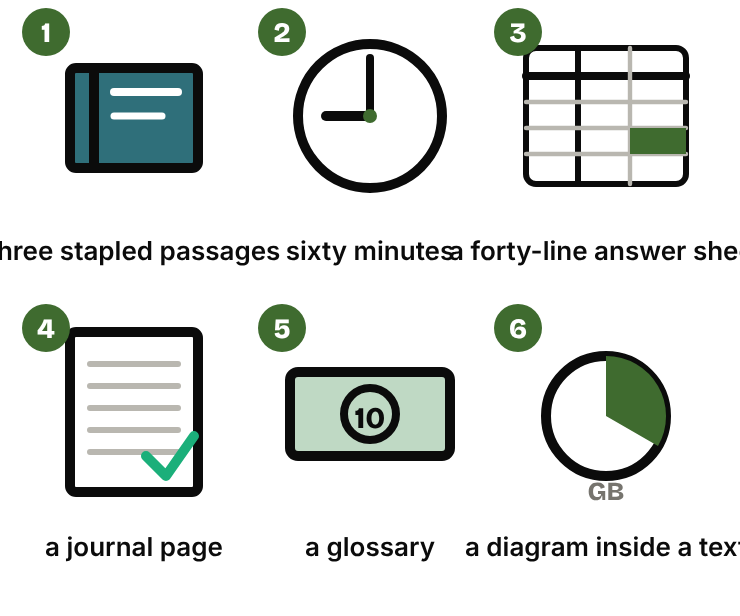 1
2
3
hree stapled passages
sixty minutes
a forty-line answer she
4
5
6
10
GB
a journal page
a glossary
a diagram inside a text